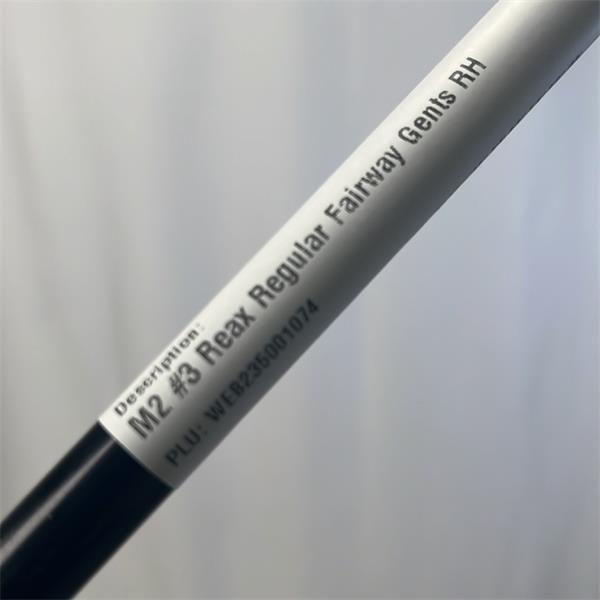 Description:
M2 #3 Reax Regular Fairway Gents RH
PLU: WEB235001074